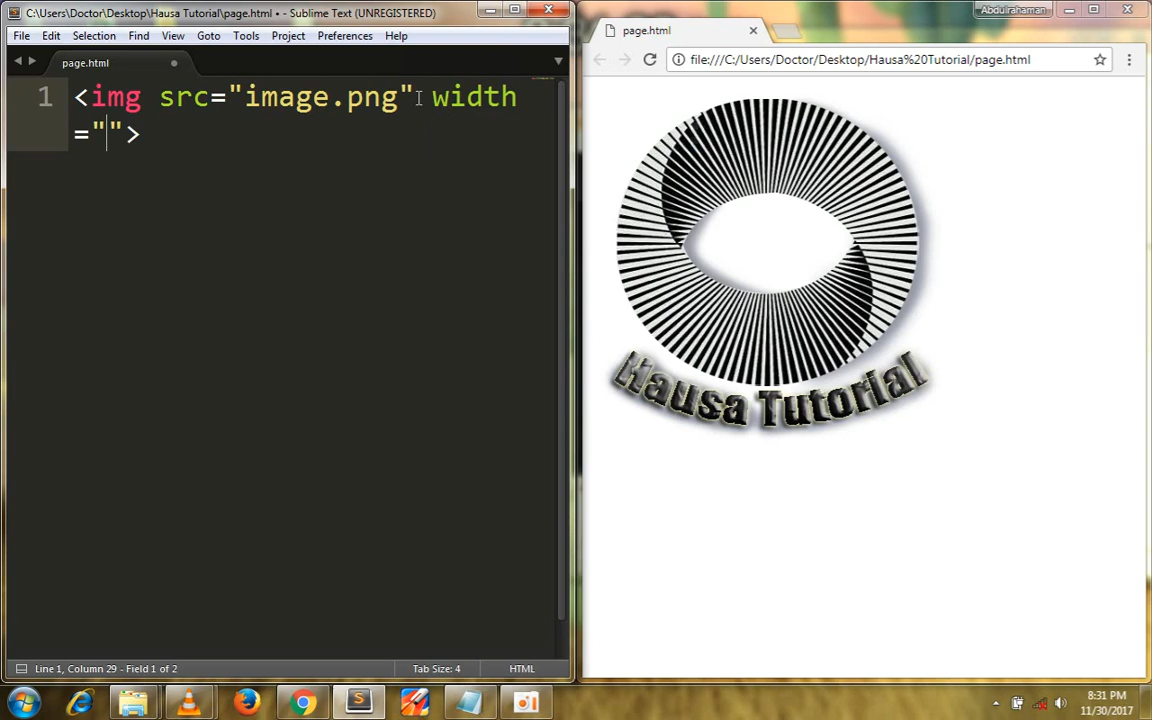 C:\Users\Doctor\Desktop\Hausa Tutorial\page.html • - Sublime Text (UNREGISTERED)
File Edit Selection Find View Goto Tools Project Preferences Help
page.html
1 <img src="image.png" width
="">
Line 1, Column 29 - Field 1 of 2
Tab Size: 4
HTML
Abdulrahaman
page.html
file:///C:/Users/Doctor/Desktop/Hausa%20Tutorial/page.html
Hausa Tutorial
8:31 PM
11/30/2017